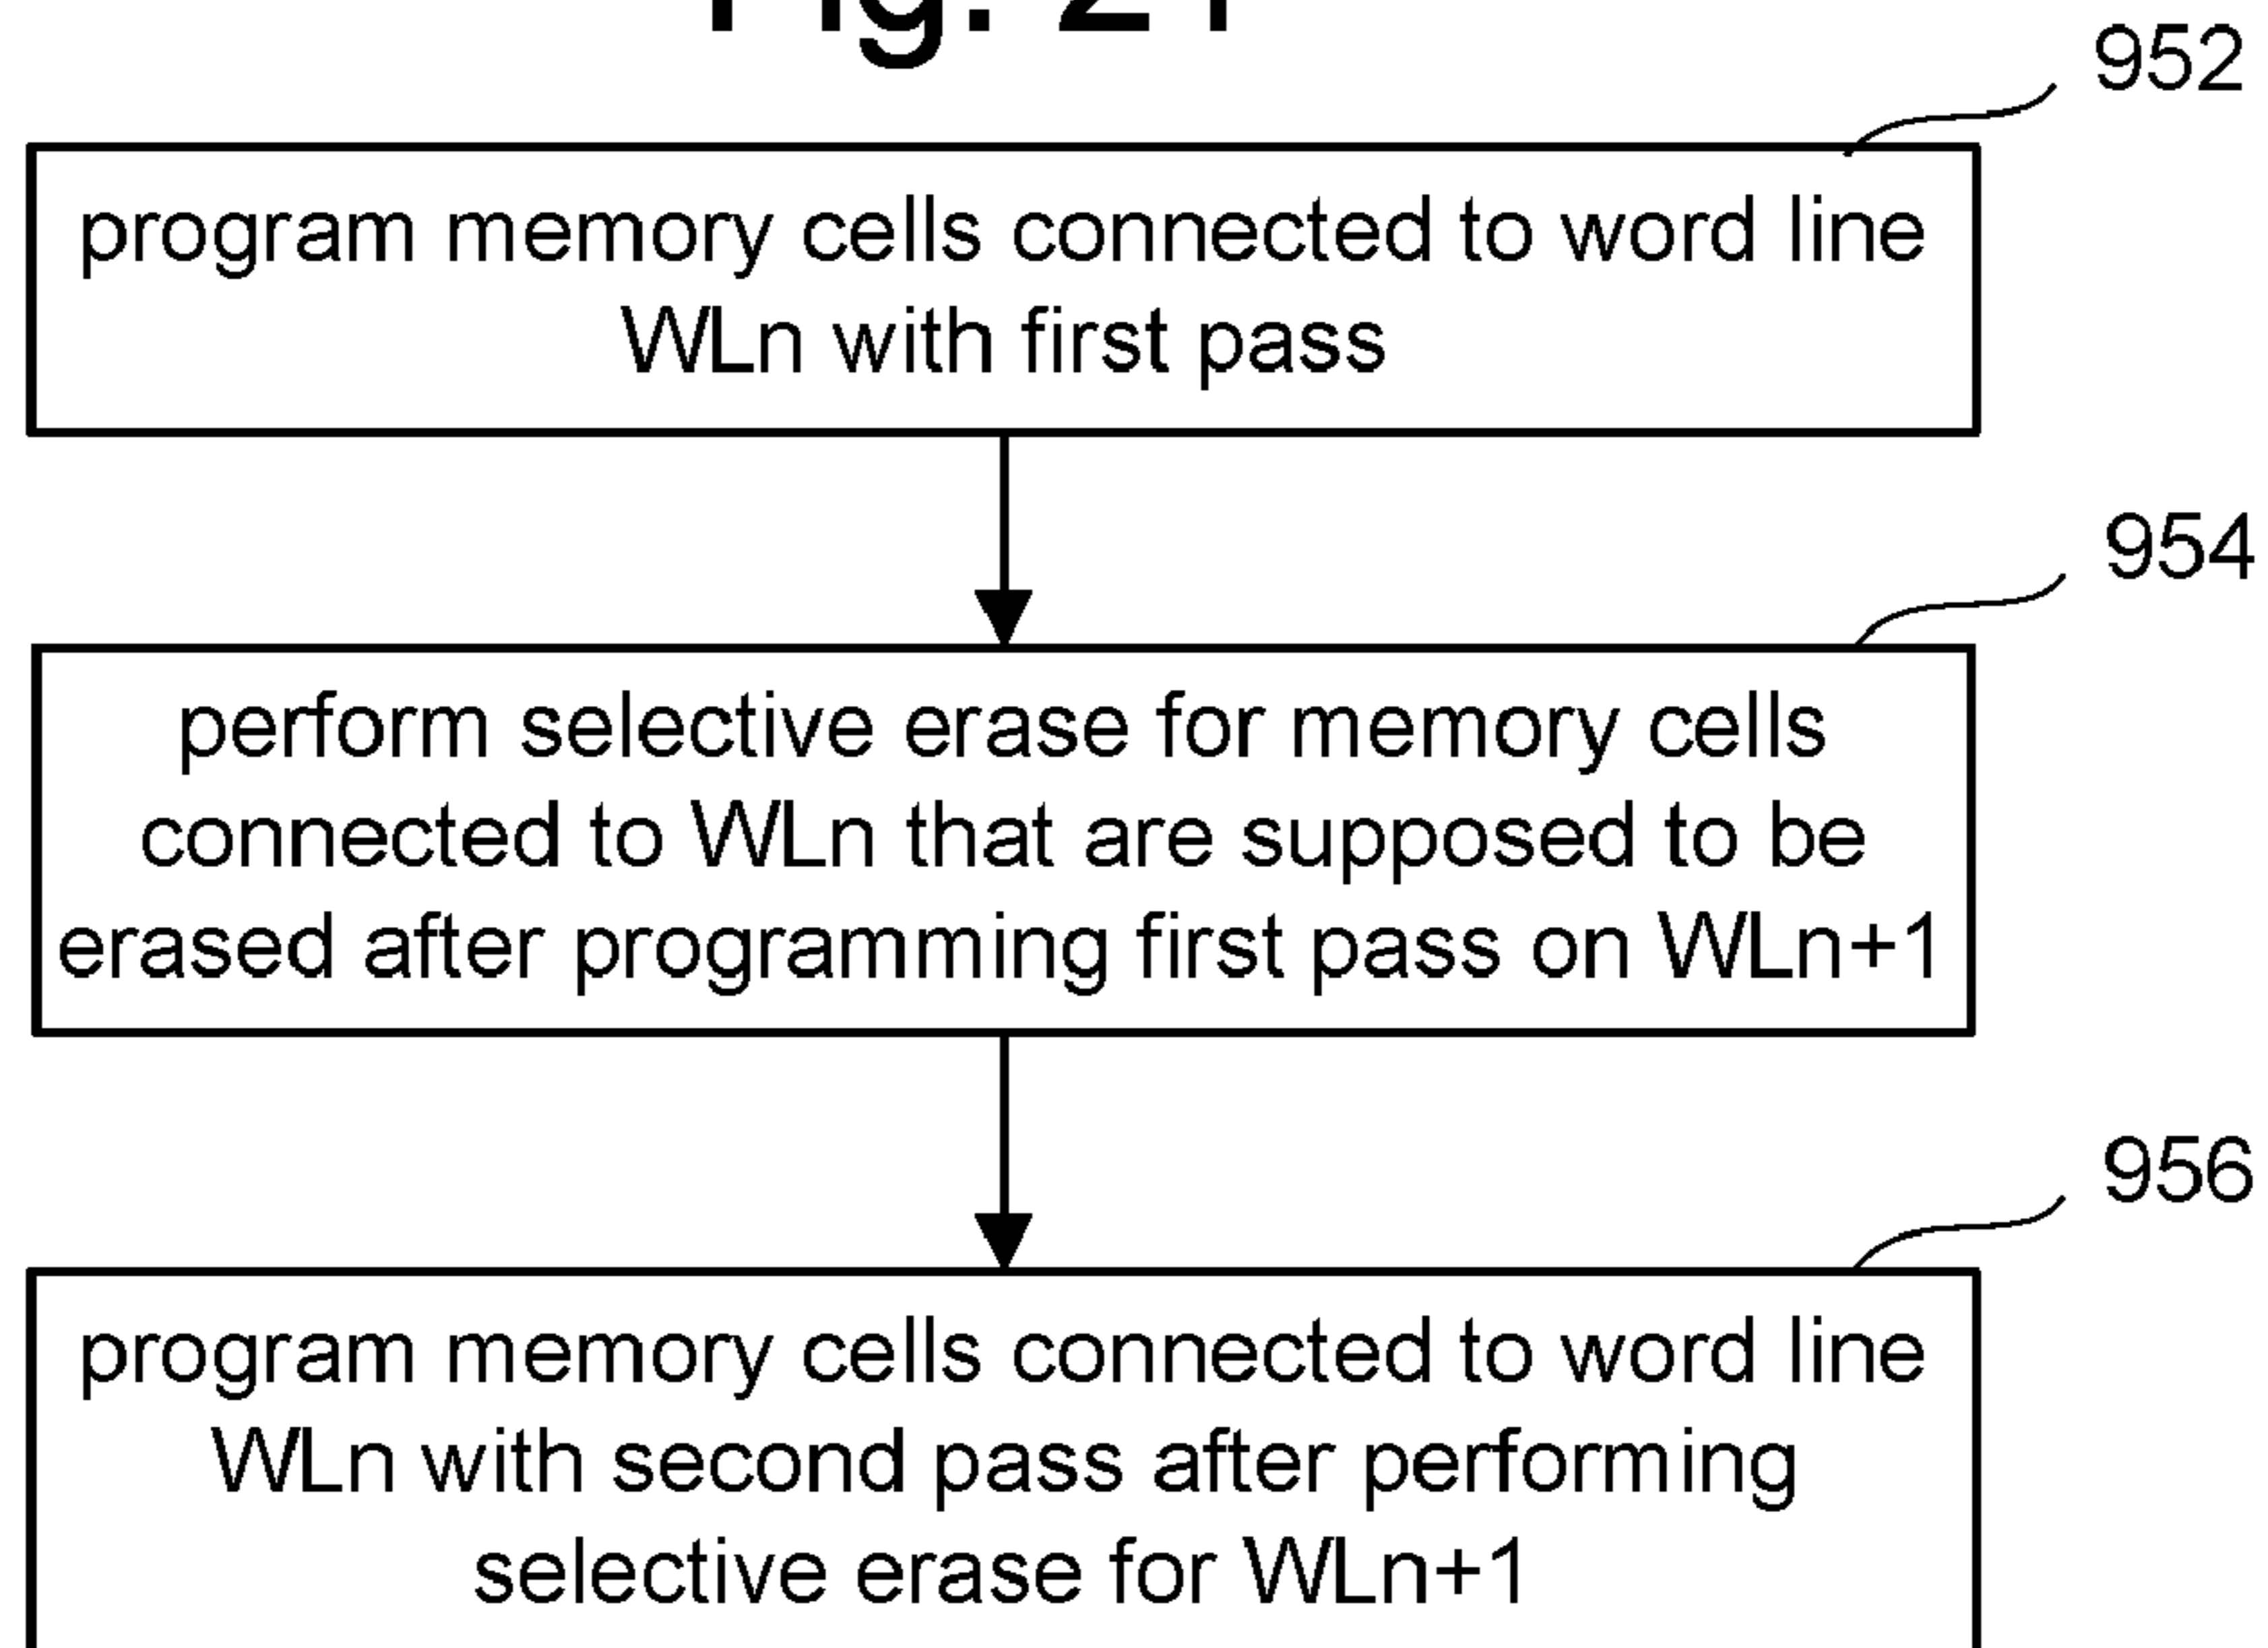 Fig. 21
952
program memory cells connected to word line
WLn with first pass
954
perform selective erase for memory cells
connected to WLn that are supposed to be
erased after programming first pass on WLn+1
956
program memory cells connected to word line
WLn with second pass after performing
selective erase for WLn+1